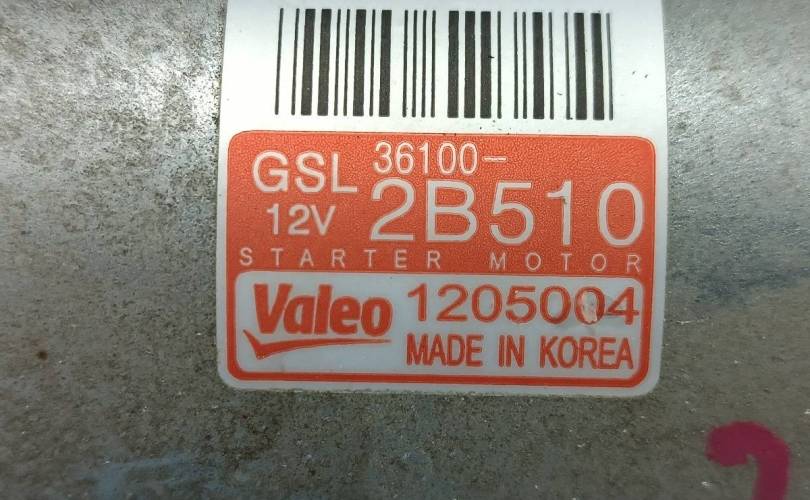 GSL 36100-
12V 2B510
STARTER MOTOR
Valeo 1205004
MADE IN KOREA